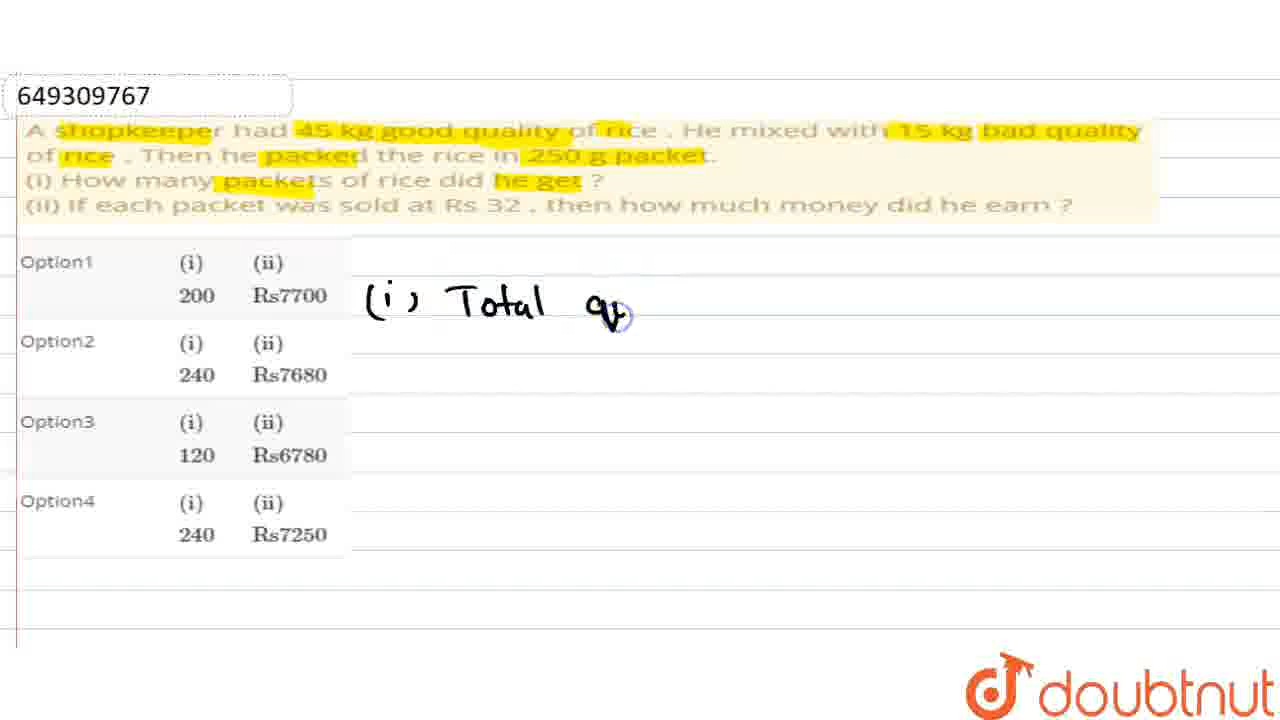 649309767
A shopkeeper had 45 kg good quality of rice . He mixed with 15 kg bad quality
of rice . Then he packed the rice in 250 g packet.
(i) How many packets of rice did he get ?
(ii) If each packet was sold at Rs 32 , then how much money did he earn ?
Option1 (i) (ii)
200 Rs7700
(i) Total qu
Option2 (i) (ii)
240 Rs7680
Option3 (i) (ii)
120 Rs6780
Option4 (i) (ii)
240 Rs7250
doubtnut